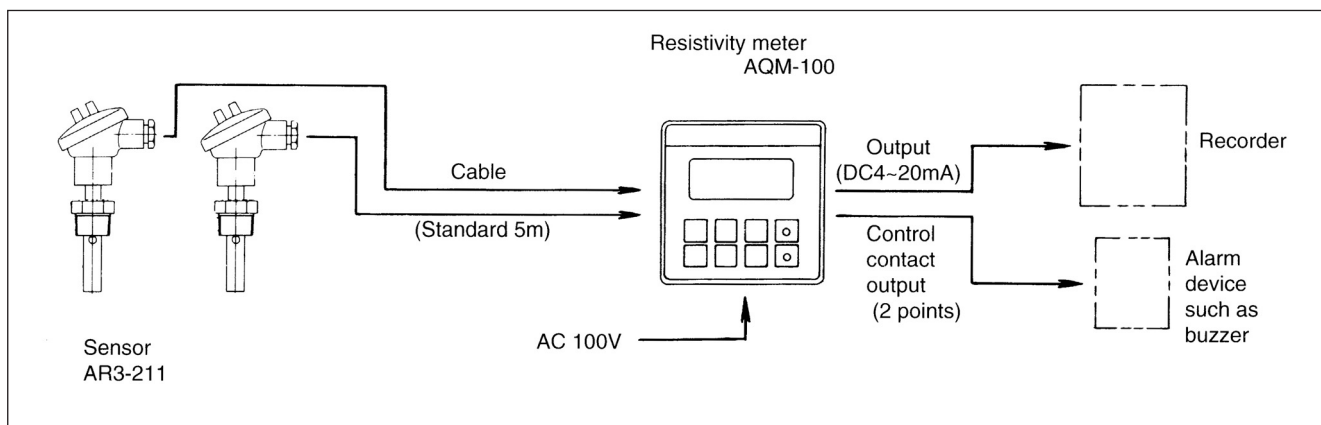 Resistivity meter
AQM-100
Cable
(Standard 5m)
Sensor
AR3-211
AC 100V
Output
(DC4~20mA)
Control
contact
output
(2 points)
Recorder
Alarm
device
such as
buzzer